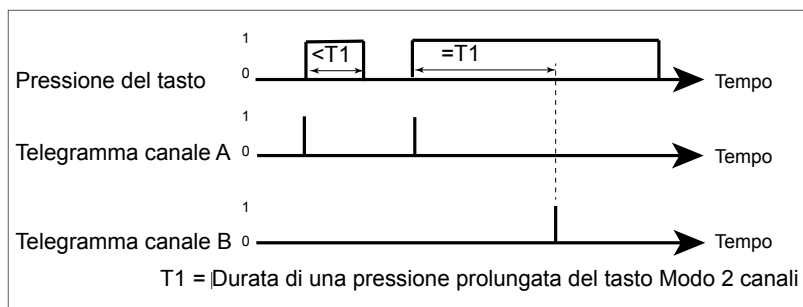 1
<T1
=T1
Pressione del tasto
0
Tempo
1
Telegramma canale A
0
Tempo
1
Telegramma canale B
0
Tempo
T1 = Durata di una pressione prolungata del tasto Modo 2 canali